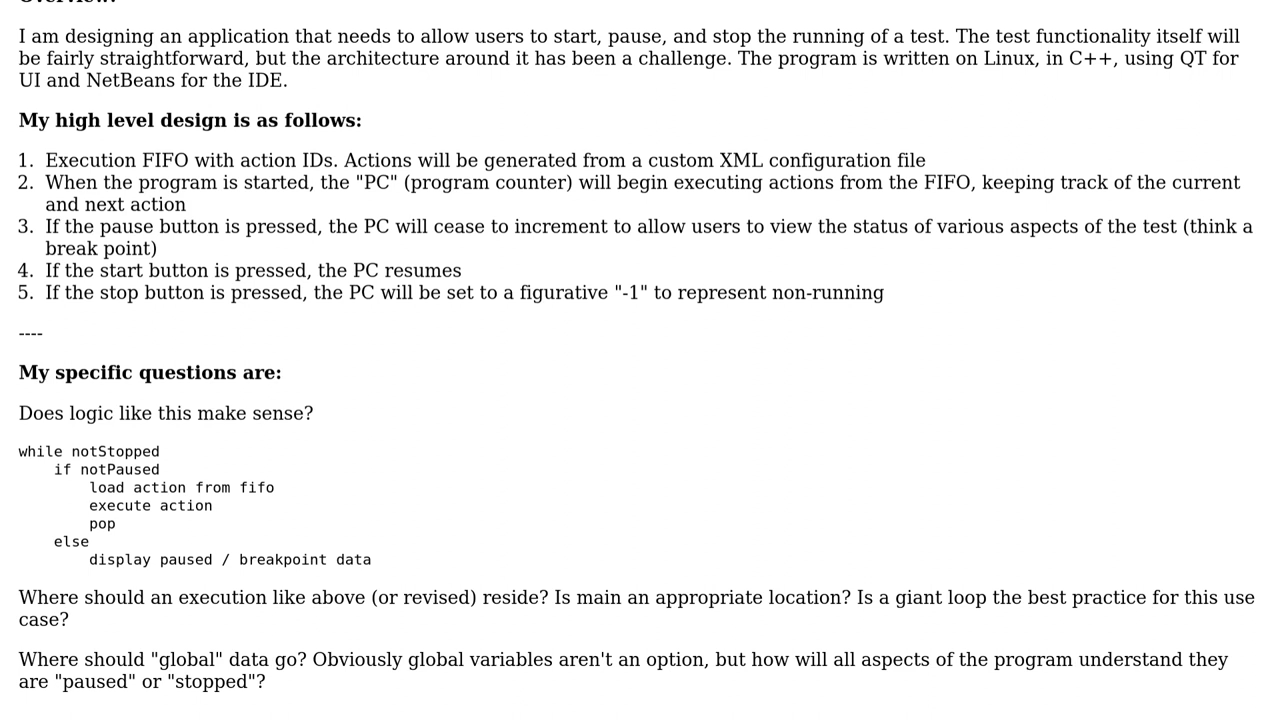 Overview:
I am designing an application that needs to allow users to start, pause, and stop the running of a test. The test functionality itself will
be fairly straightforward, but the architecture around it has been a challenge. The program is written on Linux, in C++, using QT for
UI and NetBeans for the IDE.
My high level design is as follows:
1. Execution FIFO with action IDs. Actions will be generated from a custom XML configuration file
2. When the program is started, the "PC" (program counter) will begin executing actions from the FIFO, keeping track of the current
and next action
3. If the pause button is pressed, the PC will cease to increment to allow users to view the status of various aspects of the test (think a
break point)
4. If the start button is pressed, the PC resumes
5. If the stop button is pressed, the PC will be set to a figurative "-1" to represent non-running
----
My specific questions are:
Does logic like this make sense?
while notStopped
    if notPaused
        load action from fifo
        execute action
        pop
    else
        display paused / breakpoint data
Where should an execution like above (or revised) reside? Is main an appropriate location? Is a giant loop the best practice for this use
case?
Where should "global" data go? Obviously global variables aren't an option, but how will all aspects of the program understand they
are "paused" or "stopped"?